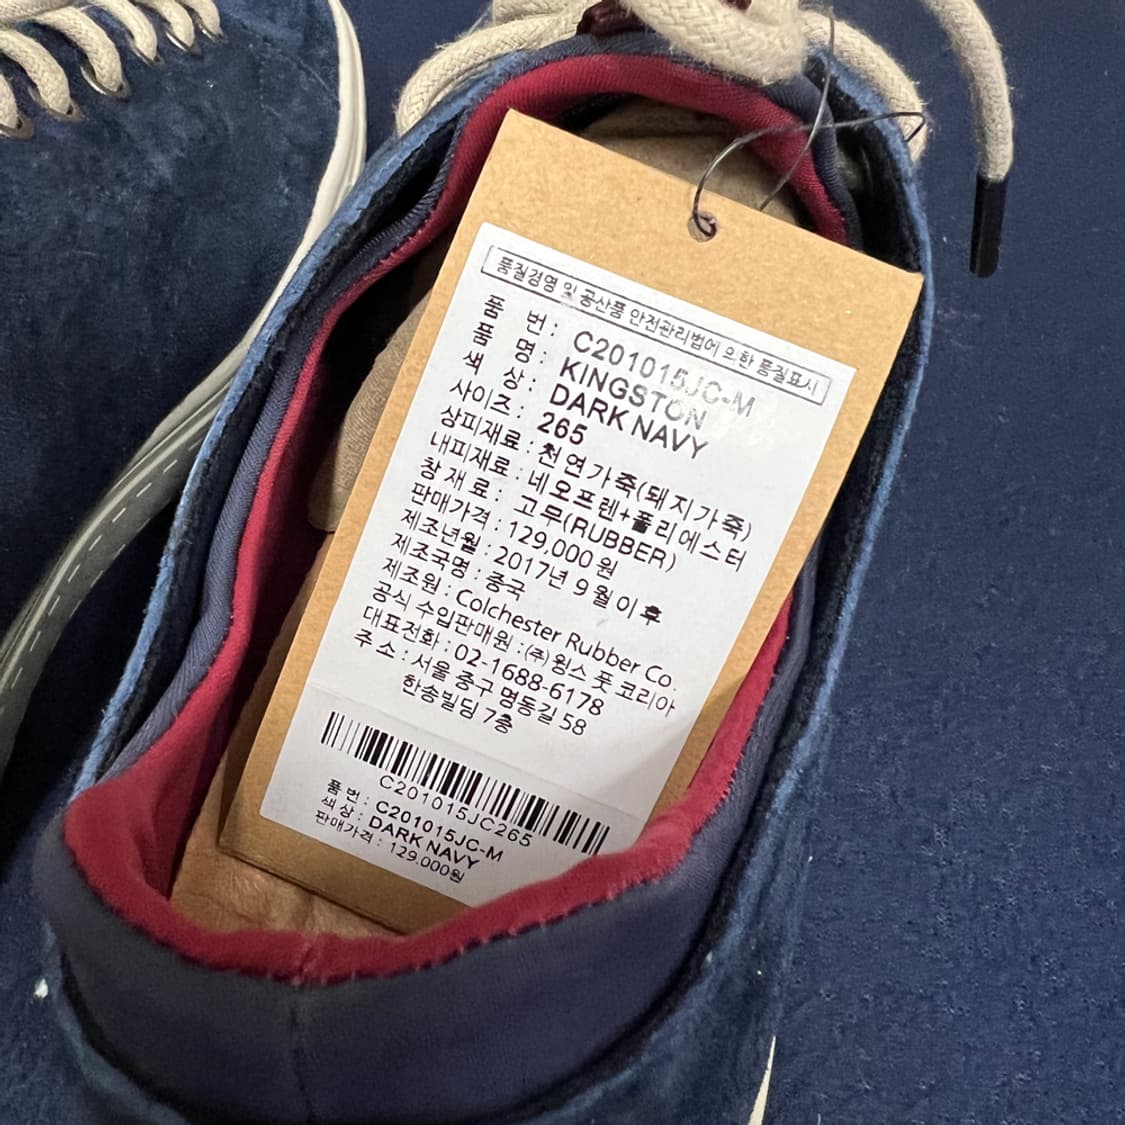 품질경영 및 공산품 안전관리법에 의한 품질표시
품 번 : C201015JC-M
품 명 : KINGSTON
색 상 : DARK NAVY
사이즈 : 265
상피재료 : 천연가죽(돼지가죽)
내피재료 : 네오프렌+폴리에스터
창 재 료 : 고무(RUBBER)
판매가격 : 129,000원
제조년월 : 2017년 9월이후
제조국명 : 중국
제조원 : Colchester Rubber Co.
공식 수입판매원 : (주)윙스 풋 코리아
대표전화 : 02-1688-6178
주 소 : 서울 중구 명동길 58
한송빌딩 7층
C201015JC265
품 번 : C201015JC-M
색 상 : DARK NAVY
판매가격 : 129,000원